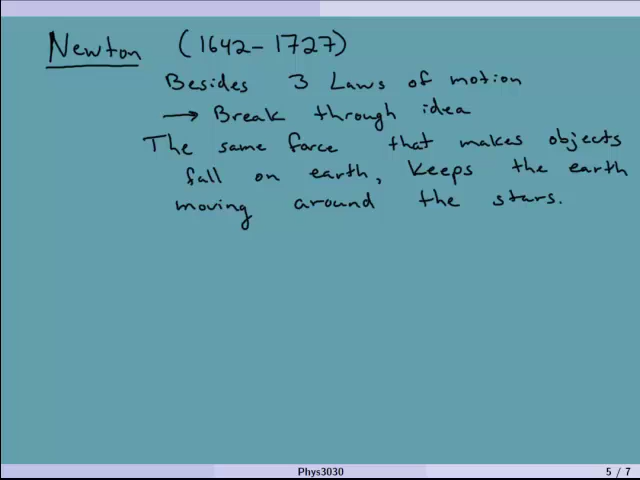 Newton (1642 - 1727)
Besides 3 Laws of motion
→ Break through idea
The same force that makes objects
fall on earth, keeps the earth
moving around the stars.
Phys3030
5 / 7